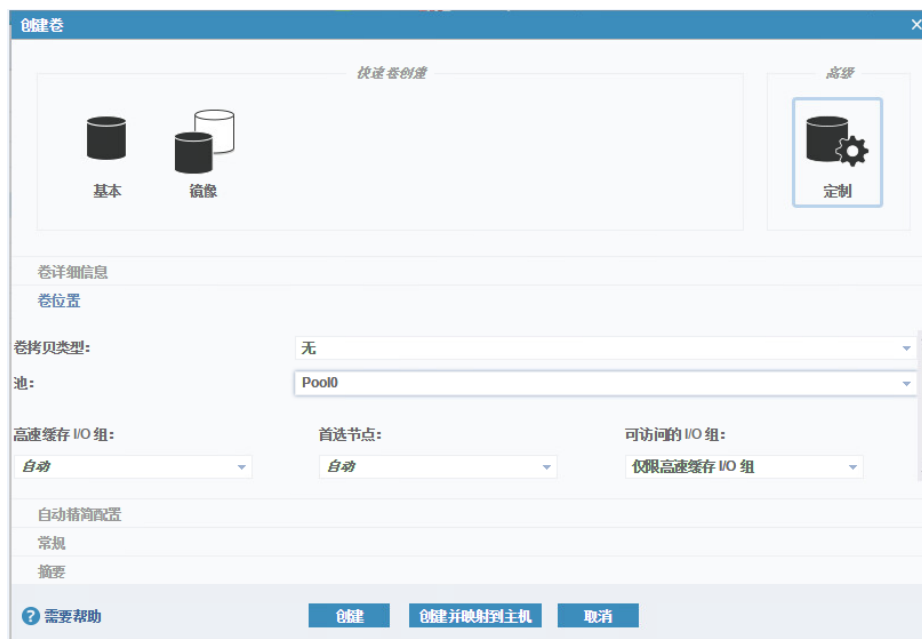 创建卷
快速卷创建
高级
基本
镜像
定制
卷详细信息
卷位置
卷拷贝类型:
无
池:
Pool0
高速缓存 I/O 组:
首选节点:
可访问的 I/O 组:
自动
自动
仅限高速缓存 I/O 组
自动精简配置
常规
摘要
? 需要帮助
创建
创建并映射到主机
取消